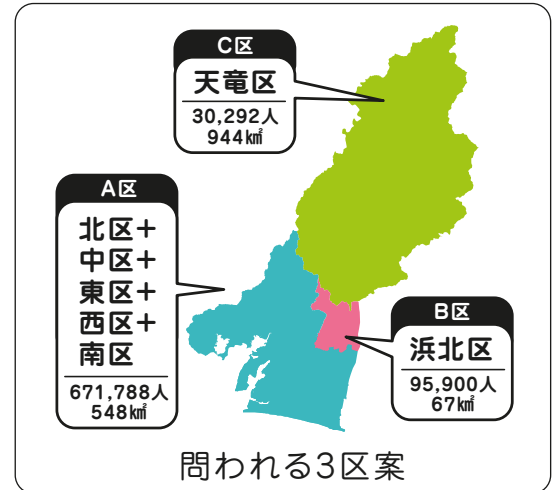 C区
天竜区
30,292人
944㎢
A区
北区+
中区+
東区+
西区+
南区
671,788人
548㎢
B区
浜北区
95,900人
67㎢
問われる3区案